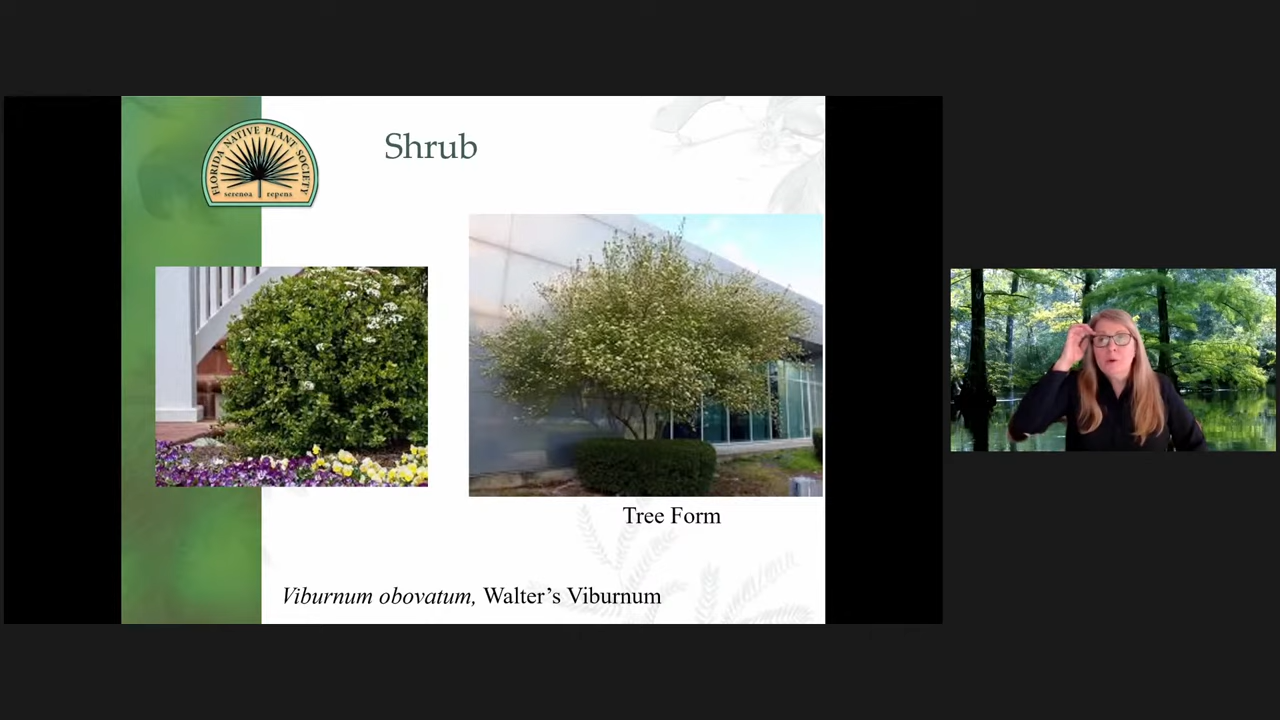 Shrub
FLORIDA NATIVE PLANT SOCIETY
serenoa repens
Tree Form
Viburnum obovatum, Walter’s Viburnum